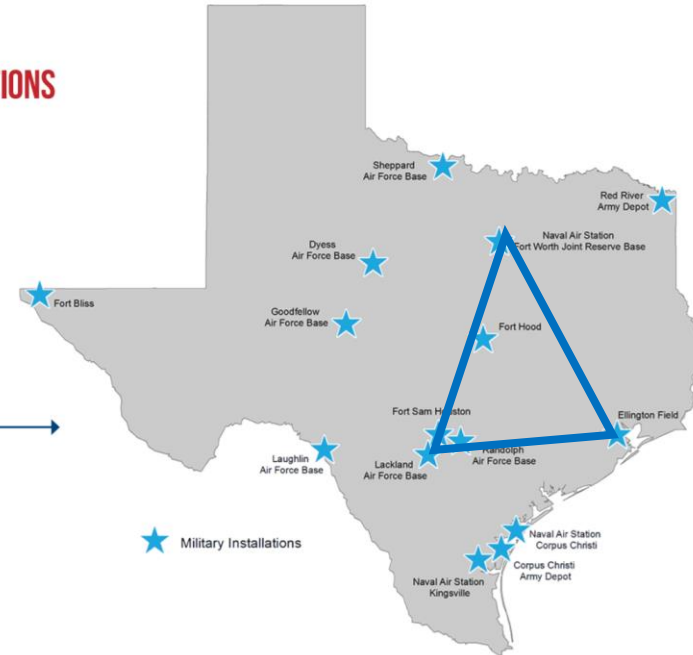 IONS
Sheppard
Air Force Base
Red River
Army Depot
Naval Air Station
Fort Worth Joint Reserve Base
Dyess
Air Force Base
Fort Bliss
Goodfellow
Air Force Base
Fort Hood
Fort Sam Houston
Ellington Field
Randolph
Air Force Base
Laughlin
Air Force Base
Lackland
Air Force Base
Military Installations
Naval Air Station
Corpus Christi
Corpus Christi
Army Depot
Naval Air Station
Kingsville